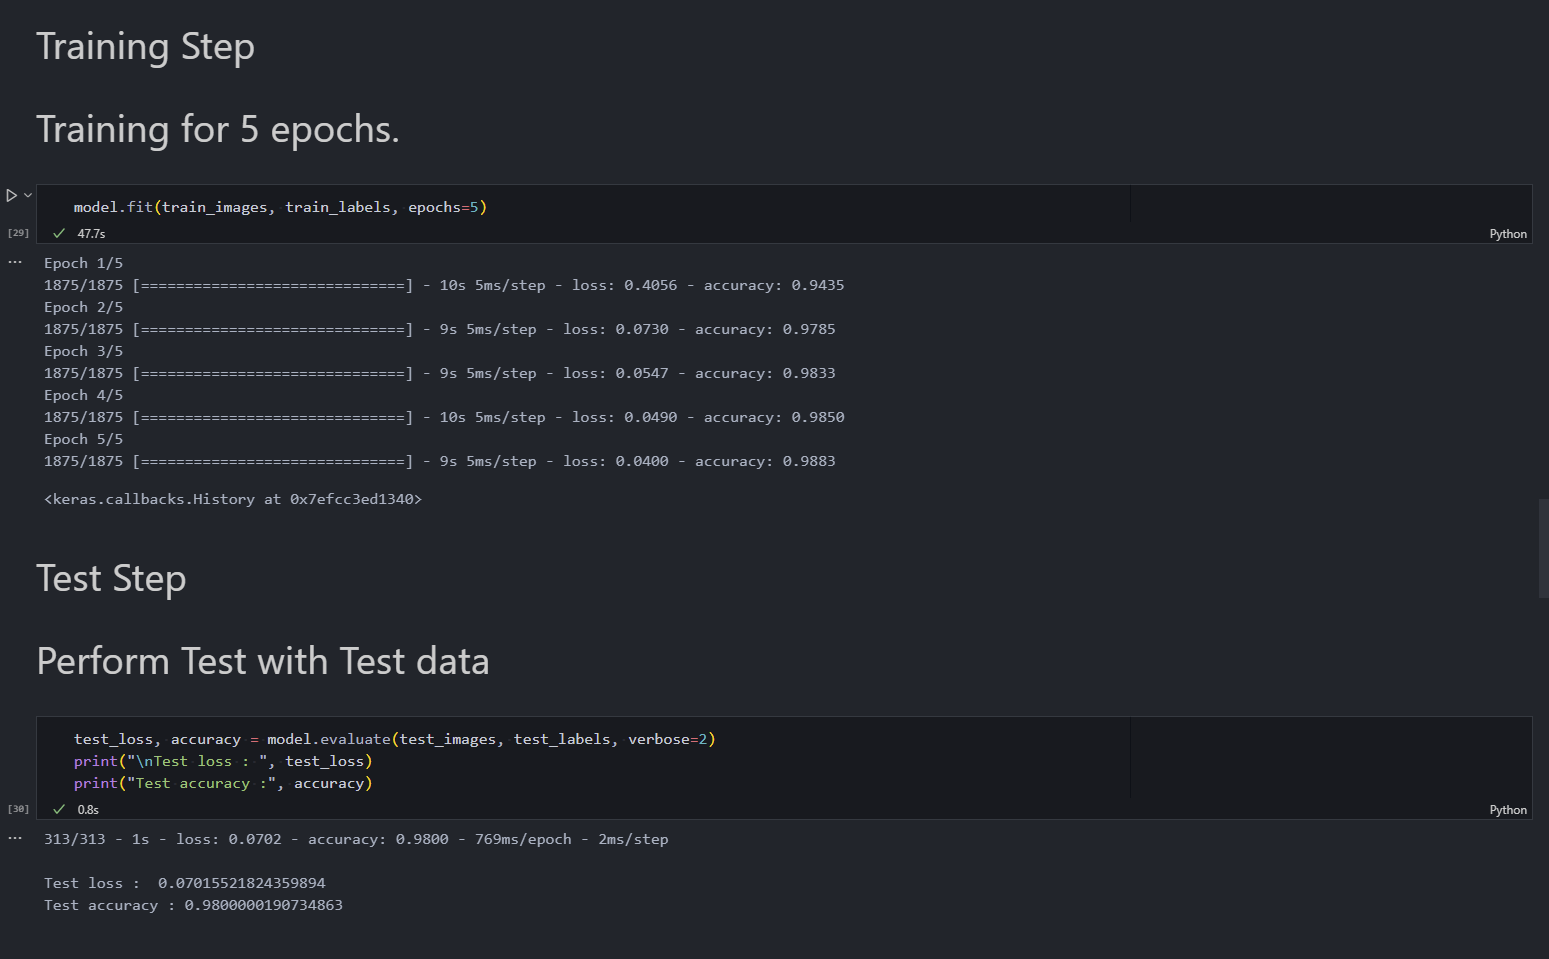 Training Step
Training for 5 epochs.
model.fit(train_images, train_labels, epochs=5)
[29] 47.7s Python
Epoch 1/5
1875/1875 [==============================] - 10s 5ms/step - loss: 0.4056 - accuracy: 0.9435
Epoch 2/5
1875/1875 [==============================] - 9s 5ms/step - loss: 0.0730 - accuracy: 0.9785
Epoch 3/5
1875/1875 [==============================] - 9s 5ms/step - loss: 0.0547 - accuracy: 0.9833
Epoch 4/5
1875/1875 [==============================] - 10s 5ms/step - loss: 0.0490 - accuracy: 0.9850
Epoch 5/5
1875/1875 [==============================] - 9s 5ms/step - loss: 0.0400 - accuracy: 0.9883
<keras.callbacks.History at 0x7efcc3ed1340>
Test Step
Perform Test with Test data
test_loss, accuracy = model.evaluate(test_images, test_labels, verbose=2)
print("\nTest loss : ", test_loss)
print("Test accuracy :", accuracy)
[30] 0.8s Python
313/313 - 1s - loss: 0.0702 - accuracy: 0.9800 - 769ms/epoch - 2ms/step
Test loss :  0.07015521824359894
Test accuracy : 0.9800000190734863